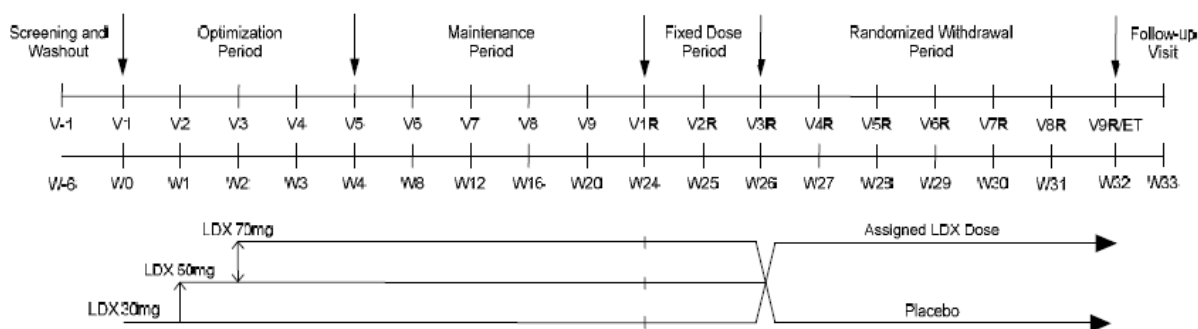 Screening and Washout
Optimization Period
Maintenance Period
Fixed Dose Period
Randomized Withdrawal Period
Follow-up Visit
V-1 V1 V2 V3 V4 V5 V6 V7 V8 V9 V1R V2R V3R V4R V5R V6R V7R V8R V9R/ET
W-6 W0 W1 W2 W3 W4 W8 W12 W16 W20 W24 W25 W26 W27 W28 W29 W30 W31 W32 W33
LDX 70mg
Assigned LDX Dose
LDX 50mg
LDX 30mg
Placebo